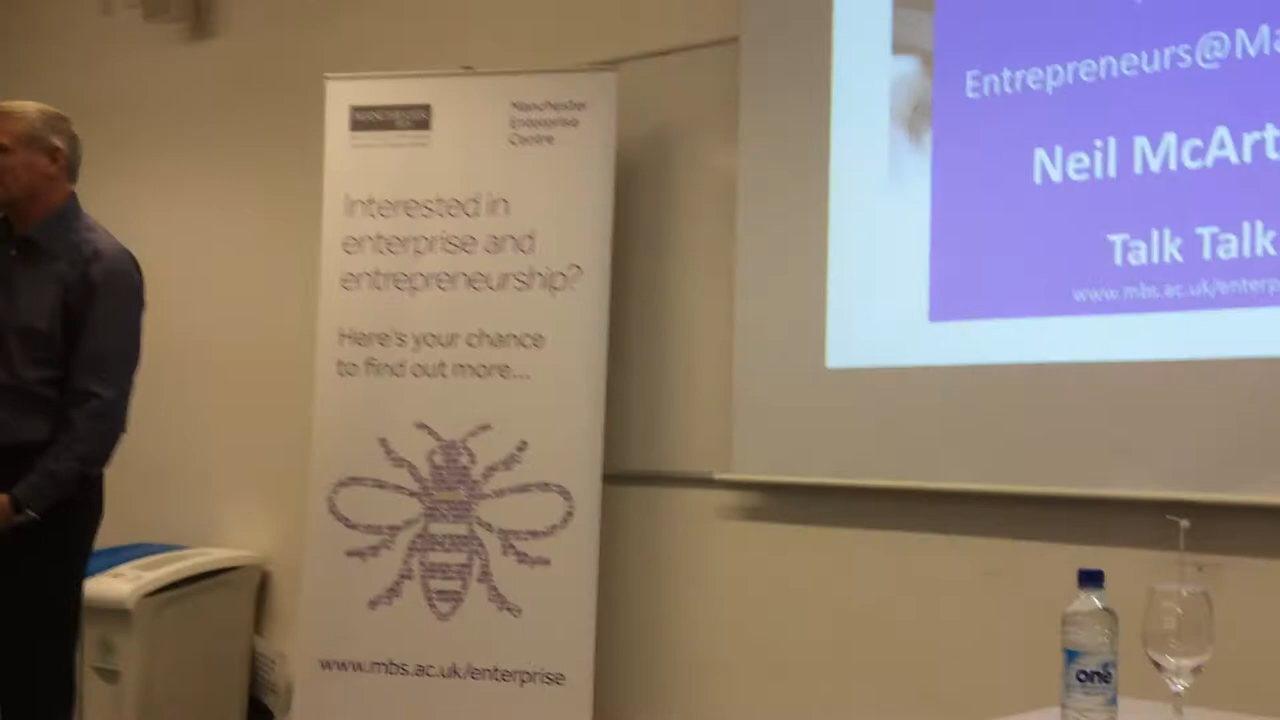 MANCHESTER
Manchester
Enterprise
Centre
Interested in
enterprise and
entrepreneurship?
Here's your chance
to find out more...
www.mbs.ac.uk/enterprise
Entrepreneurs@Ma
Neil McArt
Talk Talk
www.mbs.ac.uk/enterp
one